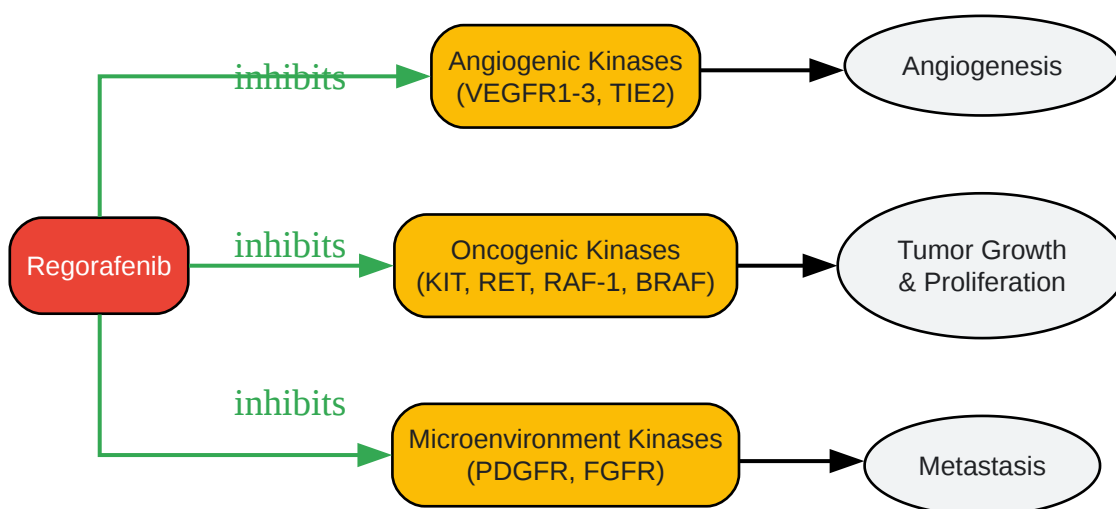 inhibits
Angiogenic Kinases
(VEGFR1-3, TIE2)
Angiogenesis
Regorafenib
inhibits
Oncogenic Kinases
(KIT, RET, RAF-1, BRAF)
Tumor Growth
& Proliferation
inhibits
Microenvironment Kinases
(PDGFR, FGFR)
Metastasis